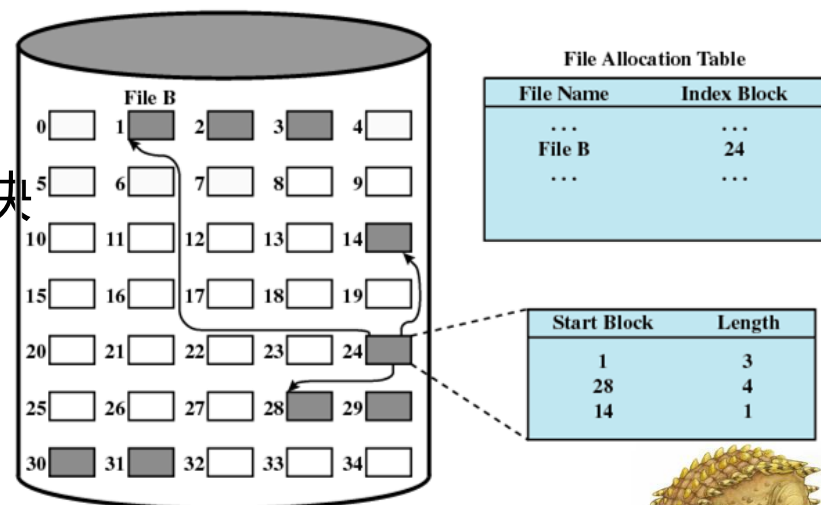 File Allocation Table
File Name Index Block
... ...
File B 24
... ...
File B
0 1 2 3 4
块
5 6 7 8 9
10 11 12 13 14
15 16 17 18 19
20 21 22 23 24
25 26 27 28 29
30 31 32 33 34
Start Block Length
1 3
28 4
14 1